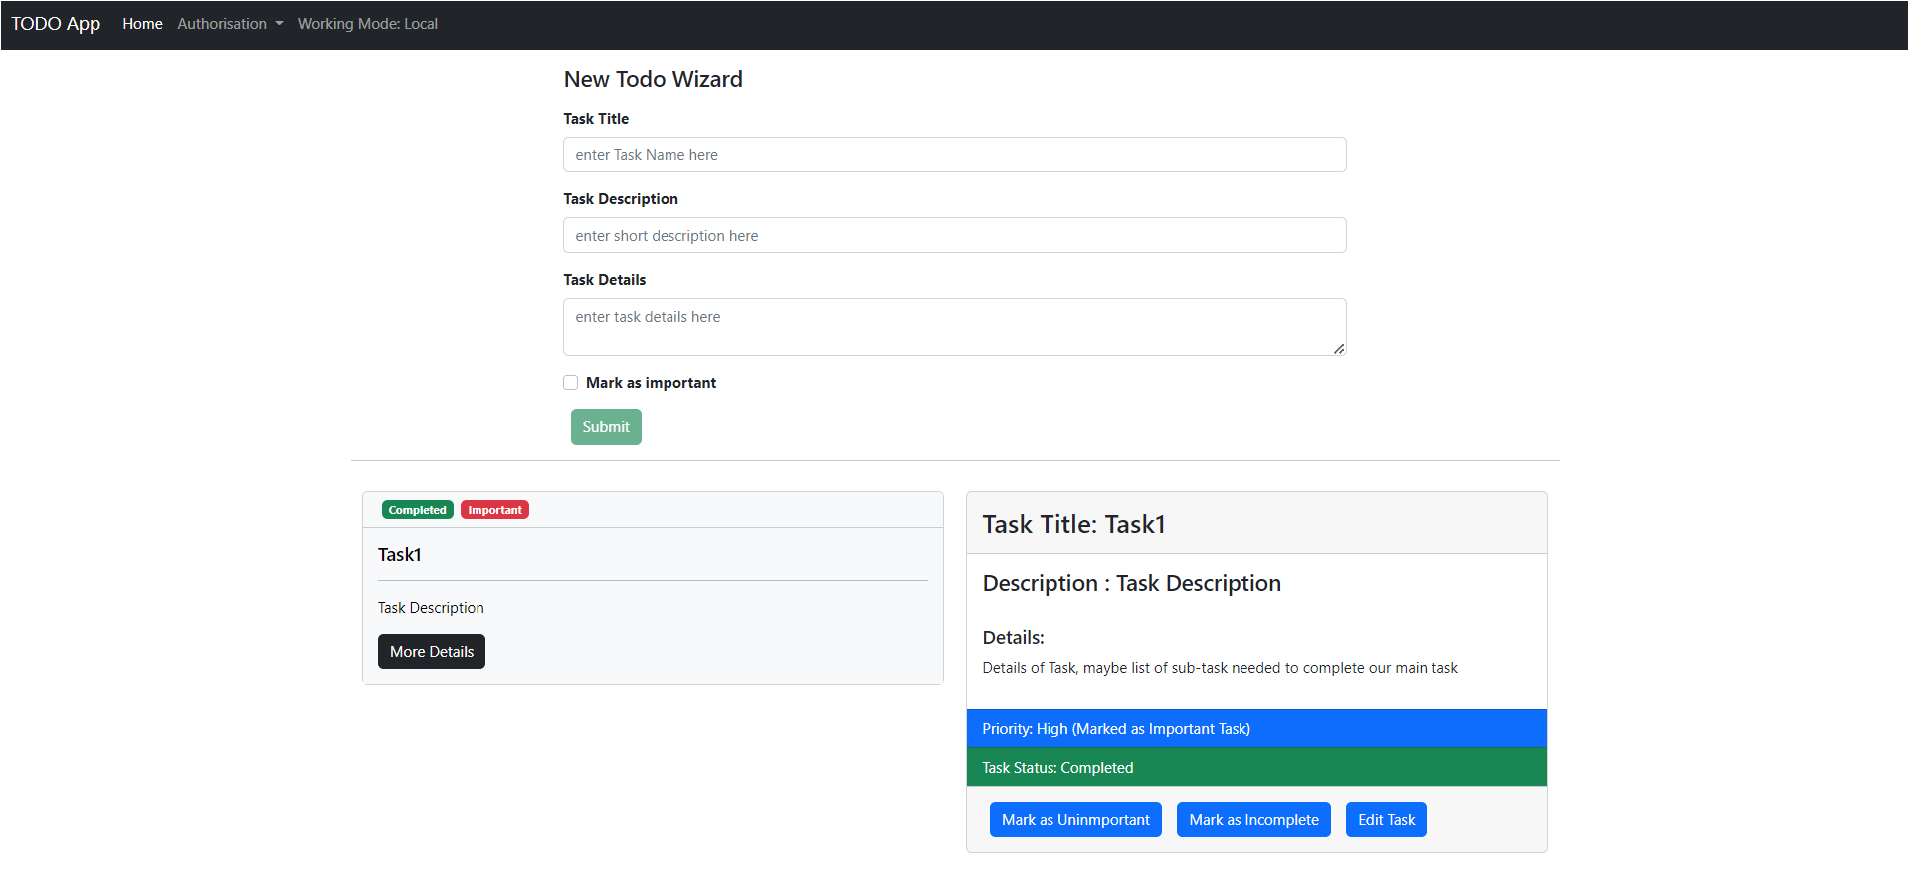 TODO App Home Authorisation Working Mode: Local
New Todo Wizard
Task Title
enter Task Name here
Task Description
enter short description here
Task Details
enter task details here
Mark as important
Submit
Completed Important
Task1
Task Description
More Details
Task Title: Task1
Description : Task Description
Details:
Details of Task, maybe list of sub-task needed to complete our main task
Priority: High (Marked as Important Task)
Task Status: Completed
Mark as Uninmportant Mark as Incomplete Edit Task